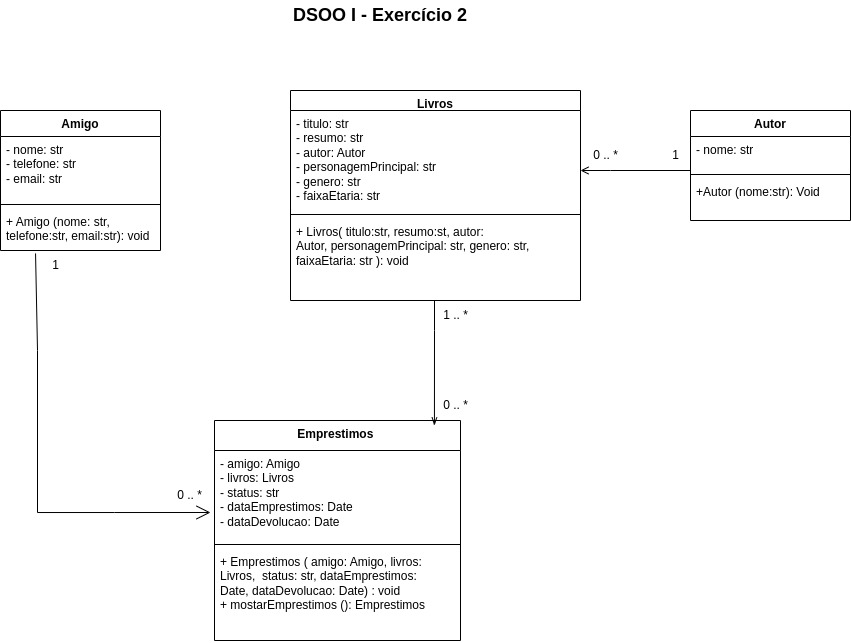 DSOO I - Exercício 2
Amigo
- nome: str
- telefone: str
- email: str
+ Amigo (nome: str,
telefone:str, email:str): void
1
Livros
- titulo: str
- resumo: str
- autor: Autor
- personagemPrincipal: str
- genero: str
- faixaEtaria: str
+ Livros( titulo:str, resumo:st, autor:
Autor, personagemPrincipal: str, genero: str,
faixaEtaria: str ): void
0 .. *
1
Autor
- nome: str
+Autor (nome:str): Void
1 .. *
0 .. *
0 .. *
Emprestimos
- amigo: Amigo
- livros: Livros
- status: str
- dataEmprestimos: Date
- dataDevolucao: Date
+ Emprestimos ( amigo: Amigo, livros:
Livros,  status: str, dataEmprestimos:
Date, dataDevolucao: Date) : void
+ mostarEmprestimos (): Emprestimos